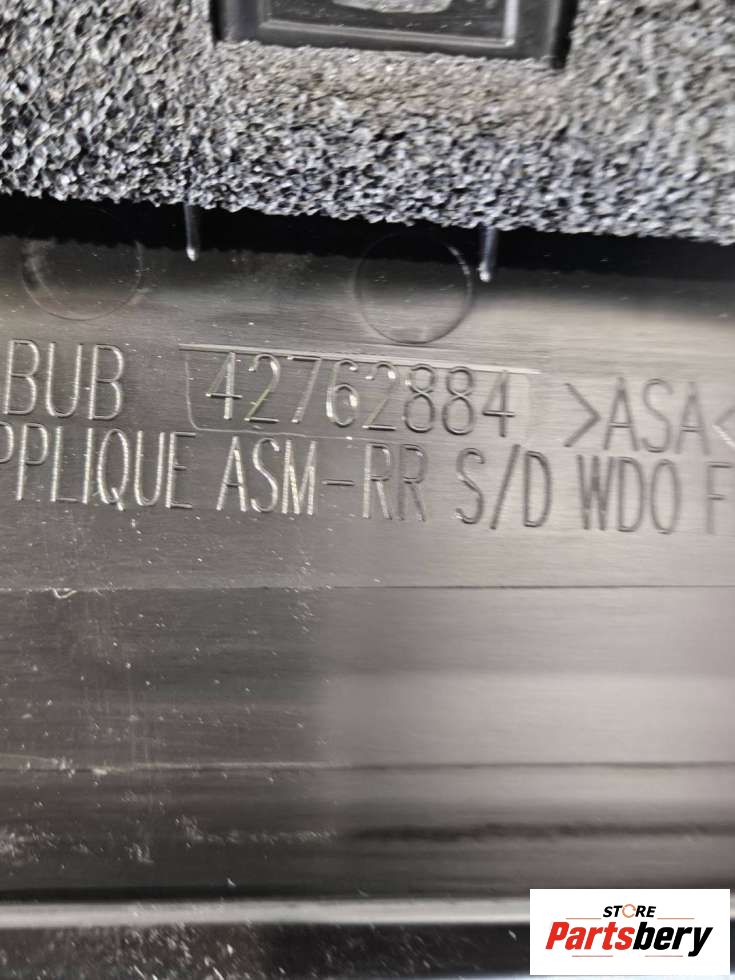 BUB 42762884 >ASA<
PPLIQUE ASM-RR S/D WDO F
STORE
Partsbery